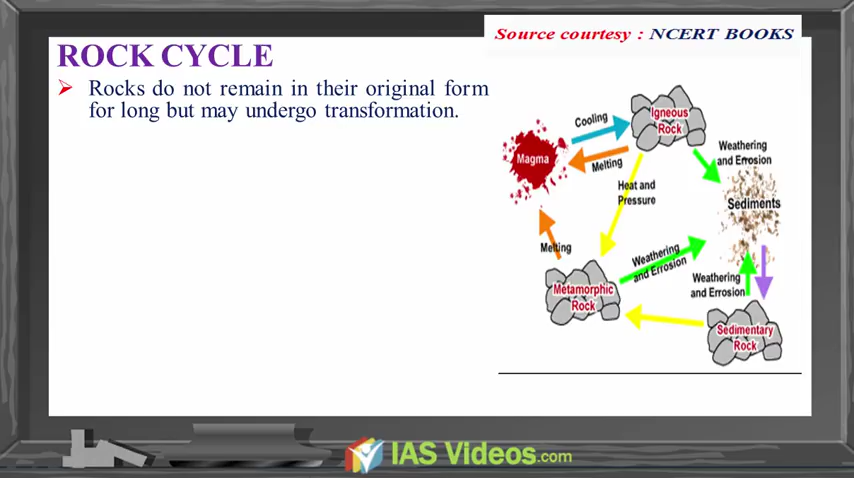 Source courtesy : NCERT BOOKS
ROCK CYCLE
Rocks do not remain in their original form
for long but may undergo transformation.
Igneous
Rock
Cooling
Magma
Melting
Weathering
and Errosion
Heat and
Pressure
Sediments
Melting
Weathering
and Errosion
Weathering
and Errosion
Metamorphic
Rock
Sedimentary
Rock
IAS Videos.com